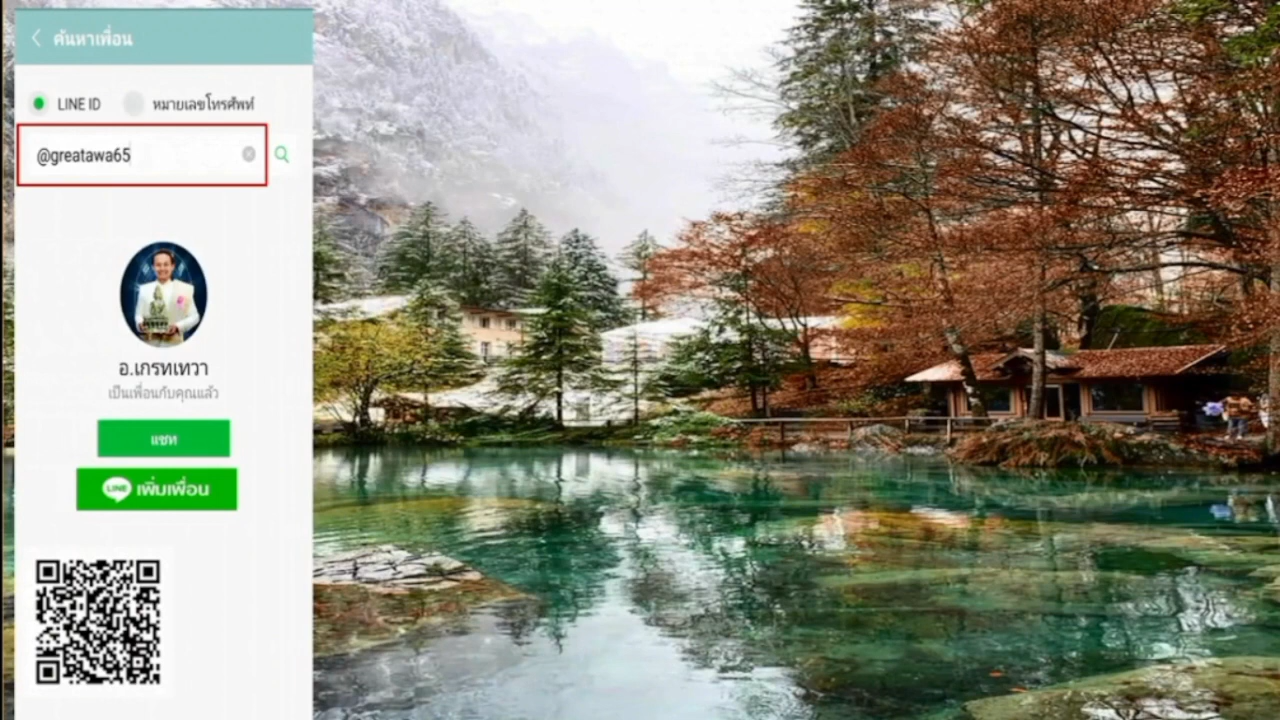 ค้นหาเพื่อน
LINE ID หมายเลขโทรศัพท์
@greatawa65
อ.เกรทเทวา
เป็นเพื่อนกับคุณแล้ว
แชท
LINE เพิ่มเพื่อน